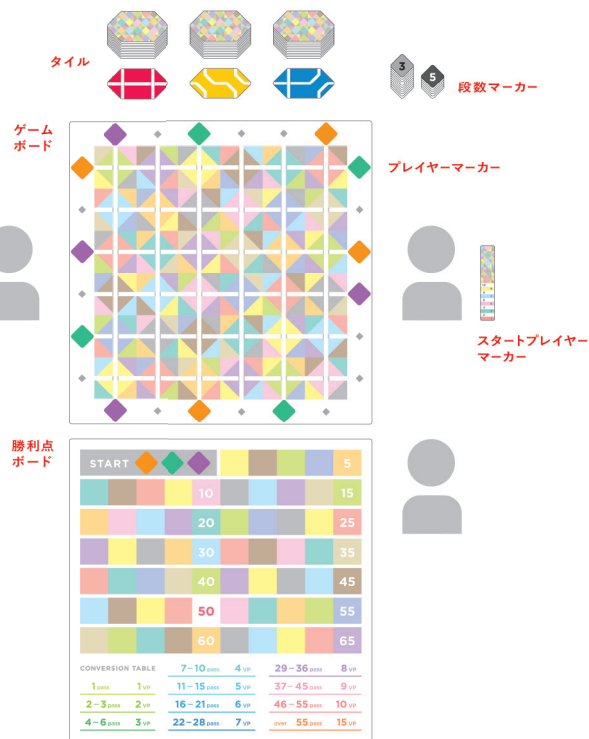 タイル
3
5
段数マーカー
ゲーム
ボード
プレイヤーマーカー
スタートプレイヤー
マーカー
勝利点
ボード
START 5
10 15
20 25
30 35
40 45
50 55
60 65
CONVERSION TABLE
1 pass 1 VP
2–3 pass 2 VP
4–6 pass 3 VP
7–10 pass 4 VP
11–15 pass 5 VP
16–21 pass 6 VP
22–28 pass 7 VP
29–36 pass 8 VP
37–45 pass 9 VP
46–55 pass 10 VP
over 55 pass 15 VP